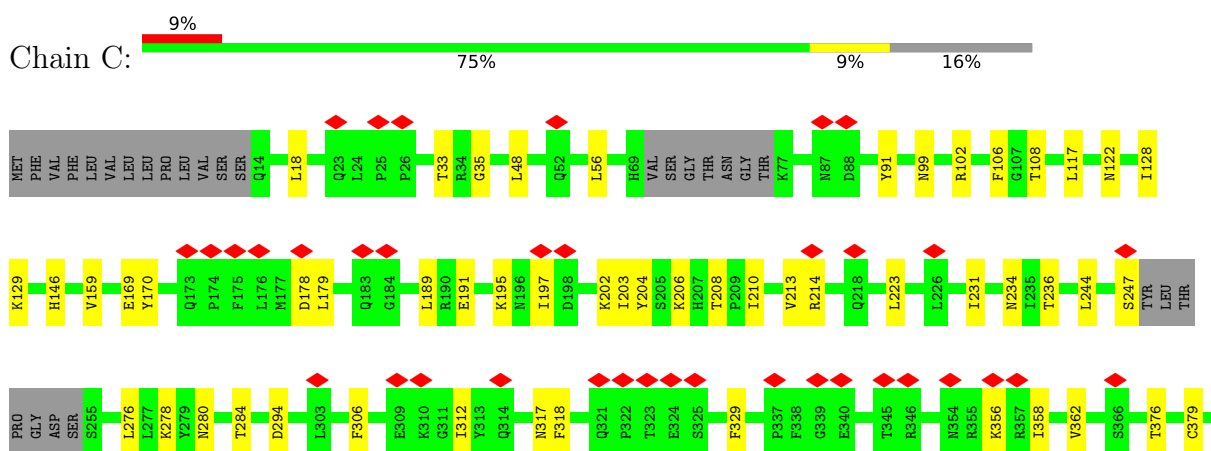 9%
Chain C:
75% 9% 16%
MET PHE VAL PHE LEU VAL LEU LEU PRO LEU VAL SER SER Q14 L18 Q23 L24 P25 P26 T33 R34 G35 L48 Q52 L56 H69 VAL SER GLY THR ASN GLY THR K77 N87 D88 Y91 N99 R102 F106 G107 T108 L117 N122 I128
K129 H146 V159 E169 Y170 Q173 P174 F175 L176 M177 D178 L179 Q183 G184 L189 R190 E191 K195 N196 I197 D198 K202 I203 Y204 S205 K206 H207 T208 P209 I210 V213 R214 Q218 L223 L226 I231 N234 I235 T236 L244 S247 TYR LEU THR
PRO GLY ASP SER S255 L276 L277 K278 Y279 N280 T284 D294 L303 F306 E309 K310 G311 I312 Y313 Q314 N317 F318 Q321 P322 T323 E324 S325 F329 P337 F338 G339 E340 T345 R346 N354 R355 K356 R357 I358 V362 S366 T376 C379